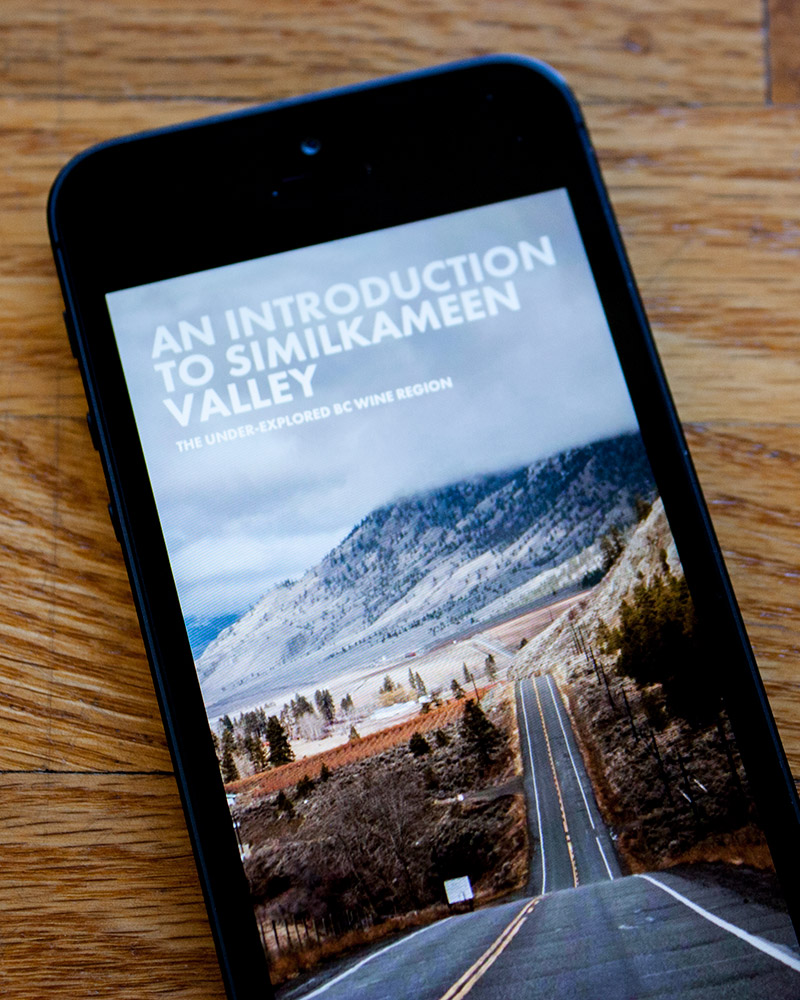 AN INTRODUCTION
TO SIMILKAMEEN
VALLEY
THE UNDER-EXPLORED BC WINE REGION